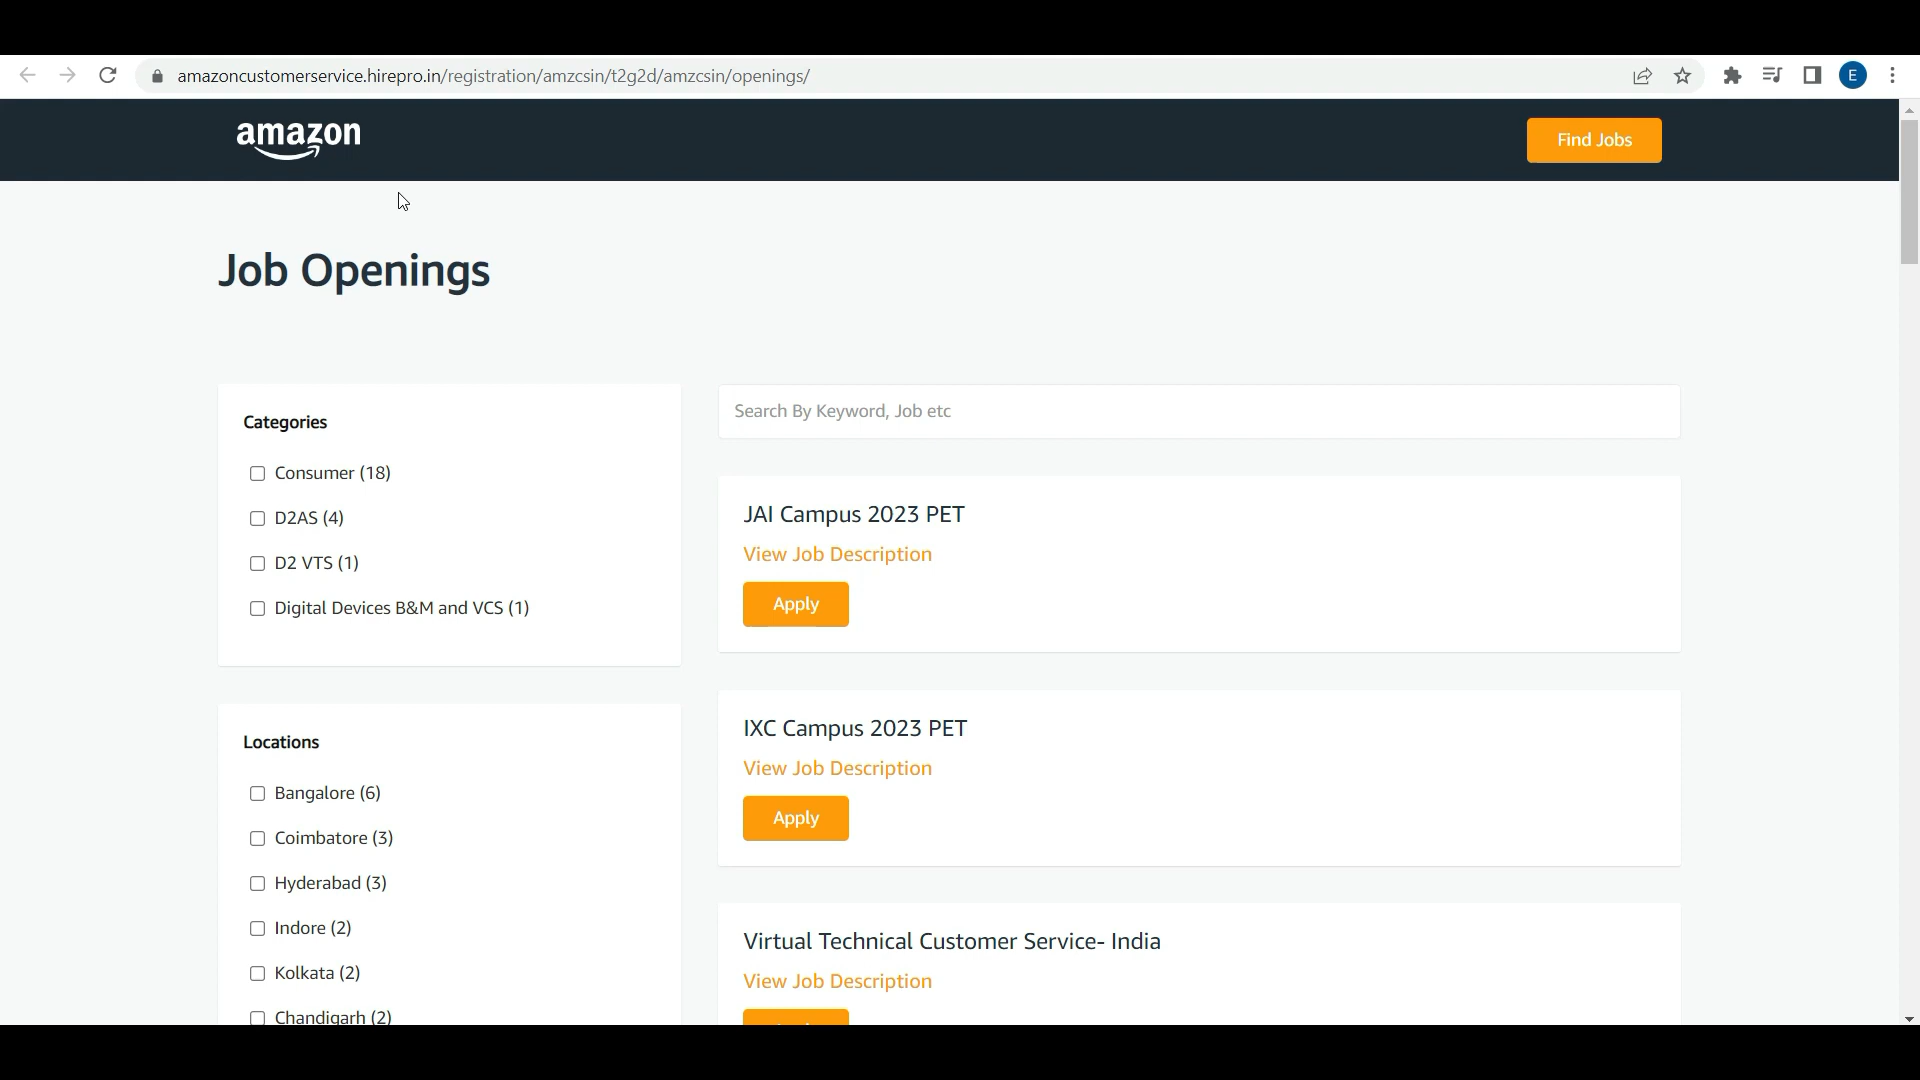 amazoncustomerservice.hirepro.in/registration/amzcsin/t2g2d/amzcsin/openings/
E
amazon
Find Jobs
Job Openings
Categories
Consumer (18)
D2AS (4)
D2 VTS (1)
Digital Devices B&M and VCS (1)
Locations
Bangalore (6)
Coimbatore (3)
Hyderabad (3)
Indore (2)
Kolkata (2)
Chandigarh (2)
Search By Keyword, Job etc
JAI Campus 2023 PET
View Job Description
Apply
IXC Campus 2023 PET
View Job Description
Apply
Virtual Technical Customer Service- India
View Job Description